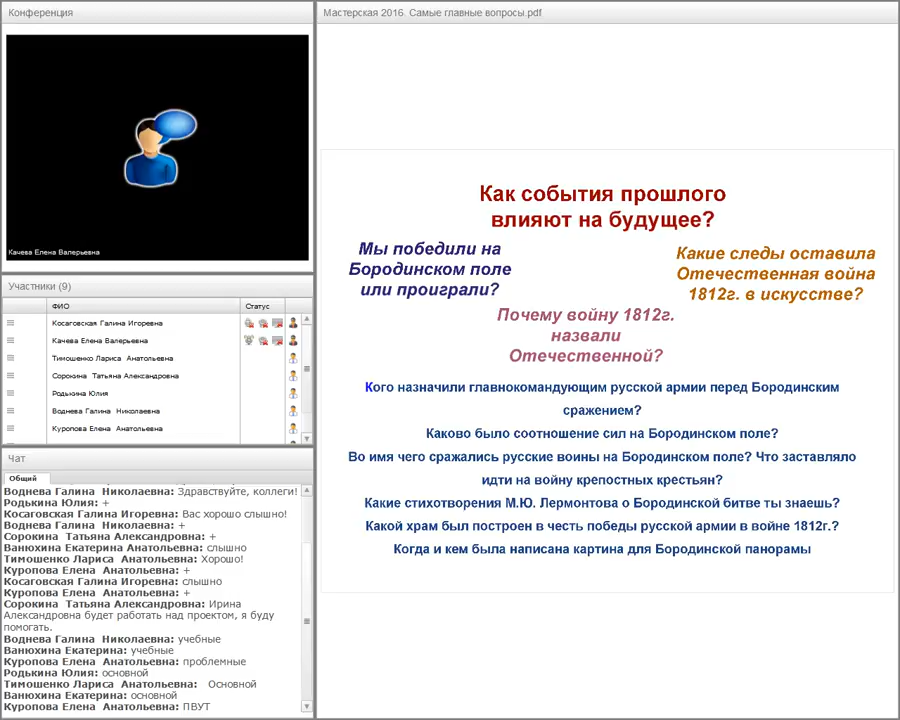 Конференция
Качева Елена Валерьевна
Участники (9)
ФИО Статус
Косаговская Галина Игоревна
Качева Елена Валерьевна
Тимошенко Лариса Анатольевна
Сорокина Татьяна Александровна
Родькина Юлия
Воднева Галина Николаевна
Куропова Елена Анатольевна
Чат
Общий
Воднева Галина Николаевна: Здравствуйте, коллеги!
Родькина Юлия: +
Косаговская Галина Игоревна: Вас хорошо слышно!
Воднева Галина Николаевна: +
Сорокина Татьяна Александровна: +
Ванюхина Екатерина Анатольевна: слышно
Тимошенко Лариса Анатольевна: Хорошо!
Куропова Елена Анатольевна: +
Косаговская Галина Игоревна: слышно
Куропова Елена Анатольевна: +
Сорокина Татьяна Александровна: Ирина
Александровна будет работать над проектом, я буду
помогать.
Воднева Галина Николаевна: учебные
Ванюхина Екатерина: учебные
Куропова Елена Анатольевна: проблемные
Родькина Юлия: основной
Тимошенко Лариса Анатольевна: Основной
Ванюхина Екатерина: основной
Куропова Елена Анатольевна: ПВУТ
Мастерская 2016. Самые главные вопросы.pdf
Как события прошлого
влияют на будущее?
Мы победили на
Бородинском поле
или проиграли?
Какие следы оставила
Отечественная война
1812г. в искусстве?
Почему войну 1812г.
назвали
Отечественной?
Кого назначили главнокомандующим русской армии перед Бородинским
сражением?
Каково было соотношение сил на Бородинском поле?
Во имя чего сражались русские воины на Бородинском поле? Что заставляло
идти на войну крепостных крестьян?
Какие стихотворения М.Ю. Лермонтова о Бородинской битве ты знаешь?
Какой храм был построен в честь победы русской армии в войне 1812г.?
Когда и кем была написана картина для Бородинской панорамы